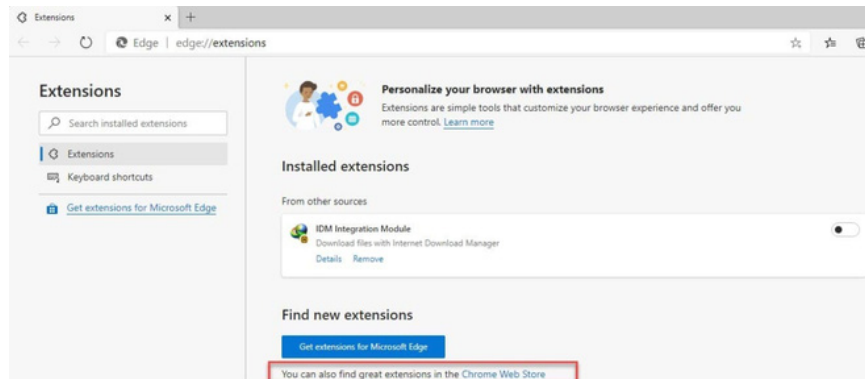 Extensions
Edge | edge://extensions
Extensions
Search installed extensions
Extensions
Keyboard shortcuts
Get extensions for Microsoft Edge
Personalize your browser with extensions
Extensions are simple tools that customize your browser experience and offer you
more control. Learn more
Installed extensions
From other sources
IDM Integration Module
Download files with Internet Download Manager
Details Remove
Find new extensions
Get extensions for Microsoft Edge
You can also find great extensions in the Chrome Web Store